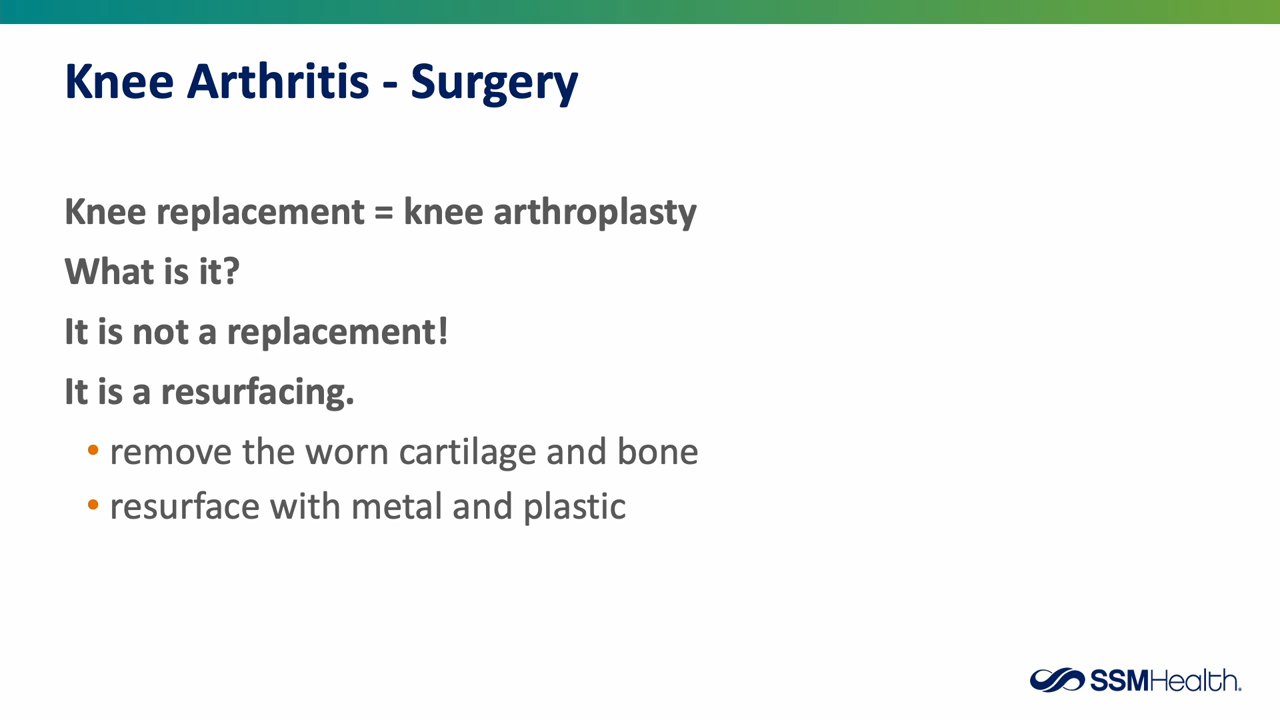 Knee Arthritis - Surgery
Knee replacement = knee arthroplasty
What is it?
It is not a replacement!
It is a resurfacing.
• remove the worn cartilage and bone
• resurface with metal and plastic
SSMHealth.